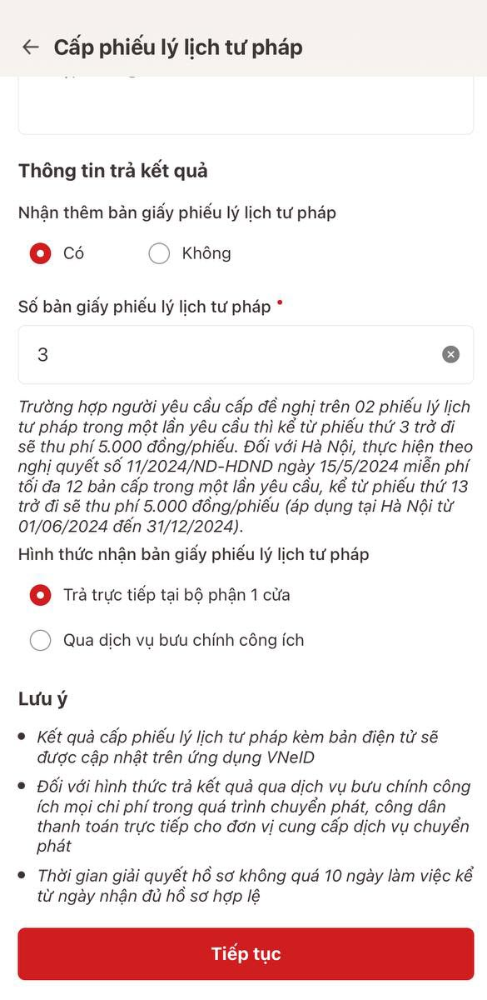 Cấp phiếu lý lịch tư pháp
Thông tin trả kết quả
Nhận thêm bản giấy phiếu lý lịch tư pháp
Có Không
Số bản giấy phiếu lý lịch tư pháp
3
Trường hợp người yêu cầu cấp đề nghị trên 02 phiếu lý lịch
tư pháp trong một lần yêu cầu thì kể từ phiếu thứ 3 trở đi
sẽ thu phí 5.000 đồng/phiếu. Đối với Hà Nội, thực hiện theo
nghị quyết số 11/2024/ND-HDND ngày 15/5/2024 miễn phí
tối đa 12 bản cấp trong một lần yêu cầu, kể từ phiếu thứ 13
trở đi sẽ thu phí 5.000 đồng/phiếu (áp dụng tại Hà Nội từ
01/06/2024 đến 31/12/2024).
Hình thức nhận bản giấy phiếu lý lịch tư pháp
Trả trực tiếp tại bộ phận 1 cửa
Qua dịch vụ bưu chính công ích
Lưu ý
Kết quả cấp phiếu lý lịch tư pháp kèm bản điện tử sẽ
được cập nhật trên ứng dụng VNeID
Đối với hình thức trả kết quả qua dịch vụ bưu chính công
ích mọi chi phí trong quá trình chuyển phát, công dân
thanh toán trực tiếp cho đơn vị cung cấp dịch vụ chuyển
phát
Thời gian giải quyết hồ sơ không quá 10 ngày làm việc kể
từ ngày nhận đủ hồ sơ hợp lệ
Tiếp tục